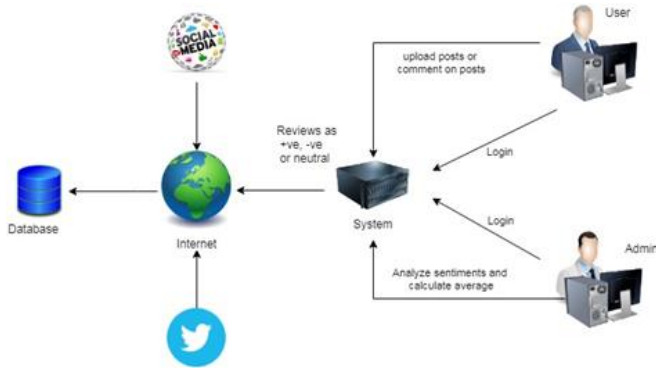 User
SOCIAL
MEDIA
upload posts or
comment on posts
Reviews as
+ve, -ve
or neutral
Login
Database
Internet
System
Login
Admin
Analyze sentiments and
calculate average